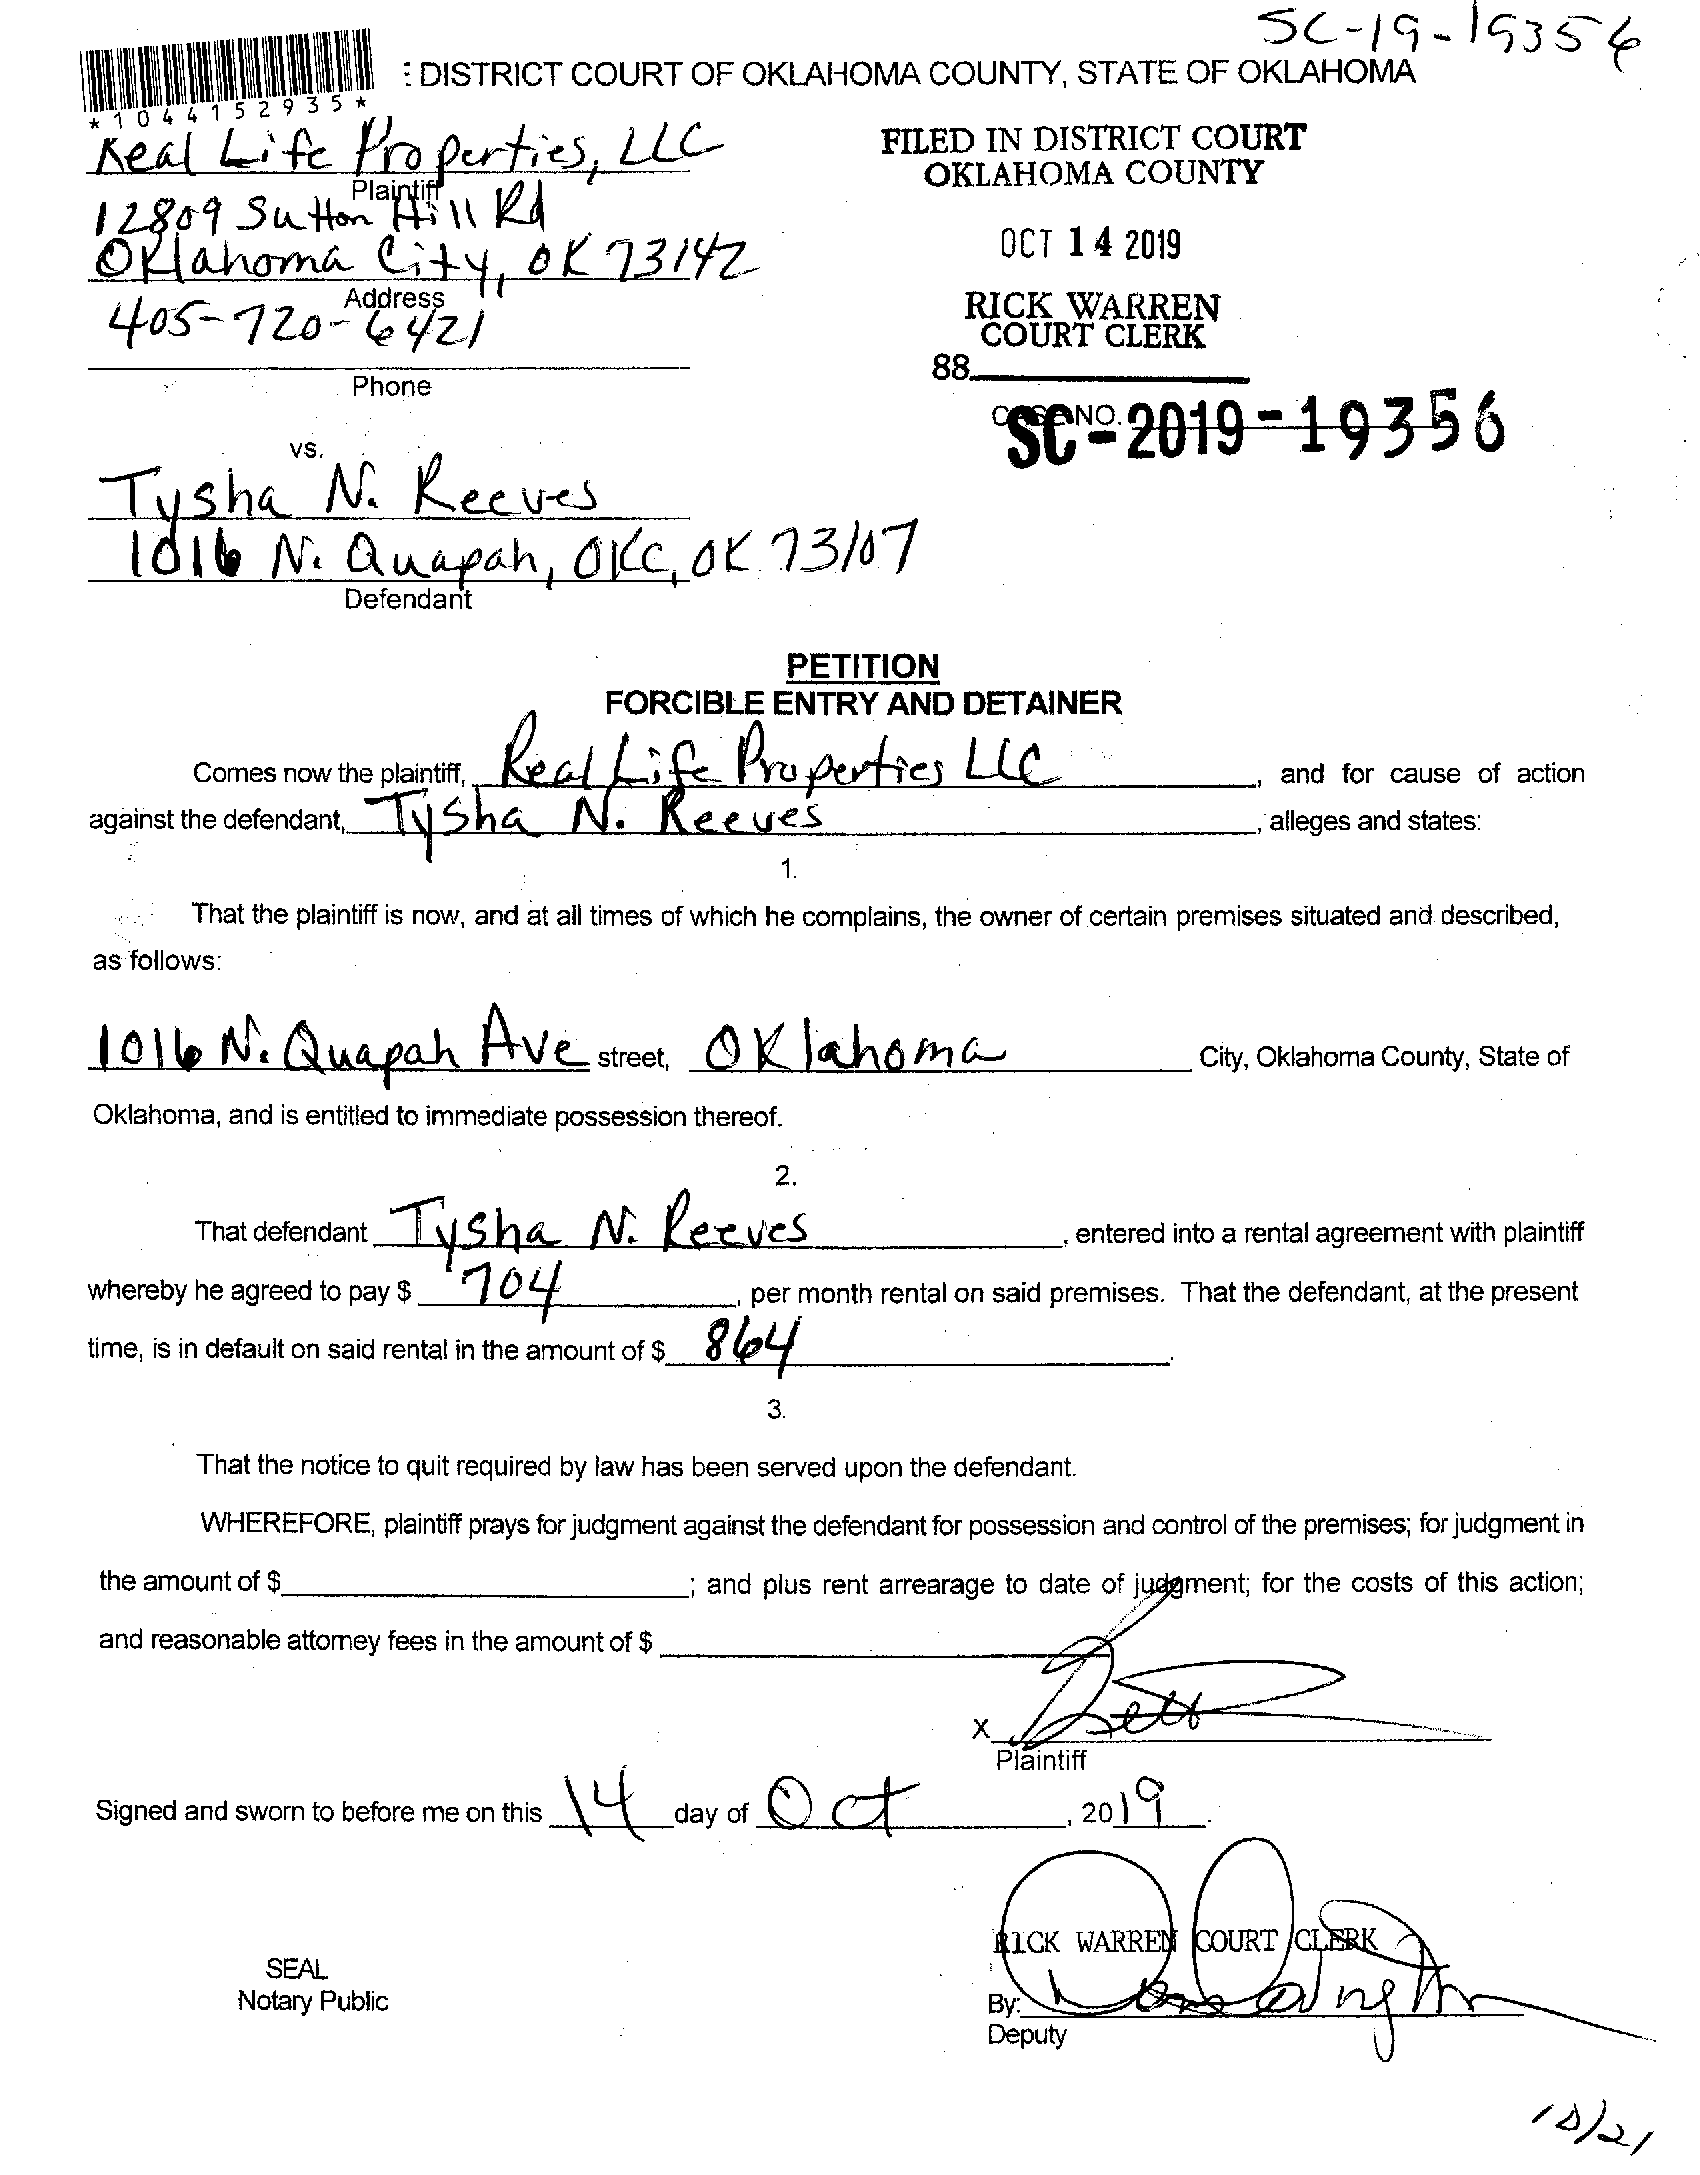 SC-19-19356
: DISTRICT COURT OF OKLAHOMA COUNTY, STATE OF OKLAHOMA
*1044152935*
Real Life Properties, LLC
Plaintiff
12809 Sutton Hill Rd
Oklahoma City, OK 73142
Address
405-720-6421
Phone
FILED IN DISTRICT COURT
OKLAHOMA COUNTY
OCT 14 2019
RICK WARREN
COURT CLERK
88
CASE NO.
SC-2019-19356
vs.
Tysha N. Reeves
1016 N. Quapah, OKC, OK 73107
Defendant
PETITION
FORCIBLE ENTRY AND DETAINER
Comes now the plaintiff, Real Life Properties LLC, and for cause of action
against the defendant, Tysha N. Reeves, alleges and states:
1.
That the plaintiff is now, and at all times of which he complains, the owner of certain premises situated and described,
as follows:
1016 N. Quapah Ave street, Oklahoma City, Oklahoma County, State of
Oklahoma, and is entitled to immediate possession thereof.
2.
That defendant Tysha N. Reeves, entered into a rental agreement with plaintiff
whereby he agreed to pay $ 704, per month rental on said premises. That the defendant, at the present
time, is in default on said rental in the amount of $ 864.
3.
That the notice to quit required by law has been served upon the defendant.
WHEREFORE, plaintiff prays for judgment against the defendant for possession and control of the premises; for judgment in
the amount of $ ; and plus rent arrearage to date of judgment; for the costs of this action;
and reasonable attorney fees in the amount of $
X
Plaintiff
Signed and sworn to before me on this 14 day of Oct, 2019.
RICK WARREN COURT CLERK
SEAL
Notary Public
By:
Deputy
10/21